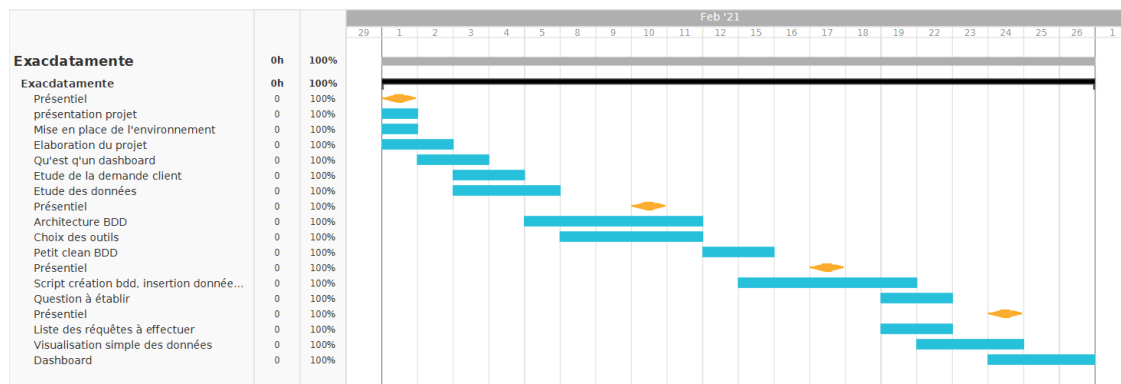 Feb '21
29 1 2 3 4 5 8 9 10 11 12 15 16 17 18 19 22 23 24 25 26 1
Exacdatamente 0h 100%
Exacdatamente 0h 100%
Présentiel 0 100%
présentation projet 0 100%
Mise en place de l'environnement 0 100%
Elaboration du projet 0 100%
Qu'est q'un dashboard 0 100%
Etude de la demande client 0 100%
Etude des données 0 100%
Présentiel 0 100%
Architecture BDD 0 100%
Choix des outils 0 100%
Petit clean BDD 0 100%
Présentiel 0 100%
Script création bdd, insertion donnée... 0 100%
Question à établir 0 100%
Présentiel 0 100%
Liste des réquêtes à effectuer 0 100%
Visualisation simple des données 0 100%
Dashboard 0 100%